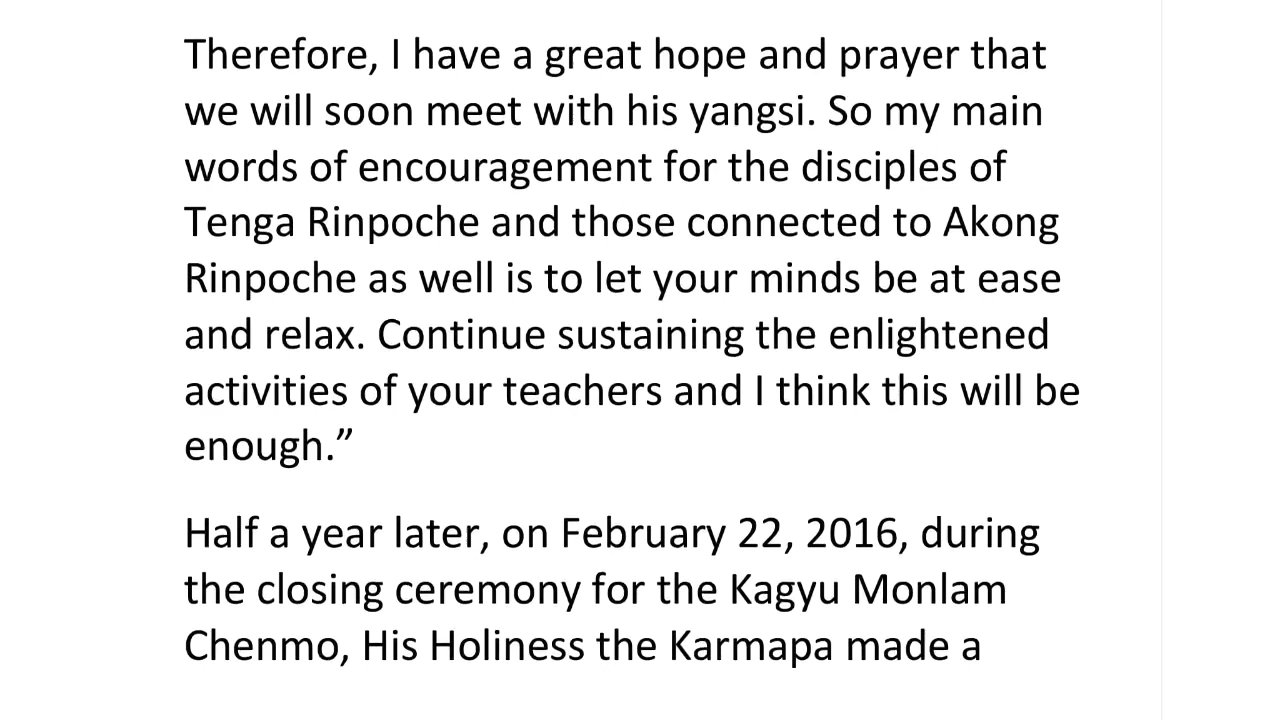 Therefore, I have a great hope and prayer that
we will soon meet with his yangsi. So my main
words of encouragement for the disciples of
Tenga Rinpoche and those connected to Akong
Rinpoche as well is to let your minds be at ease
and relax. Continue sustaining the enlightened
activities of your teachers and I think this will be
enough.”
Half a year later, on February 22, 2016, during
the closing ceremony for the Kagyu Monlam
Chenmo, His Holiness the Karmapa made a